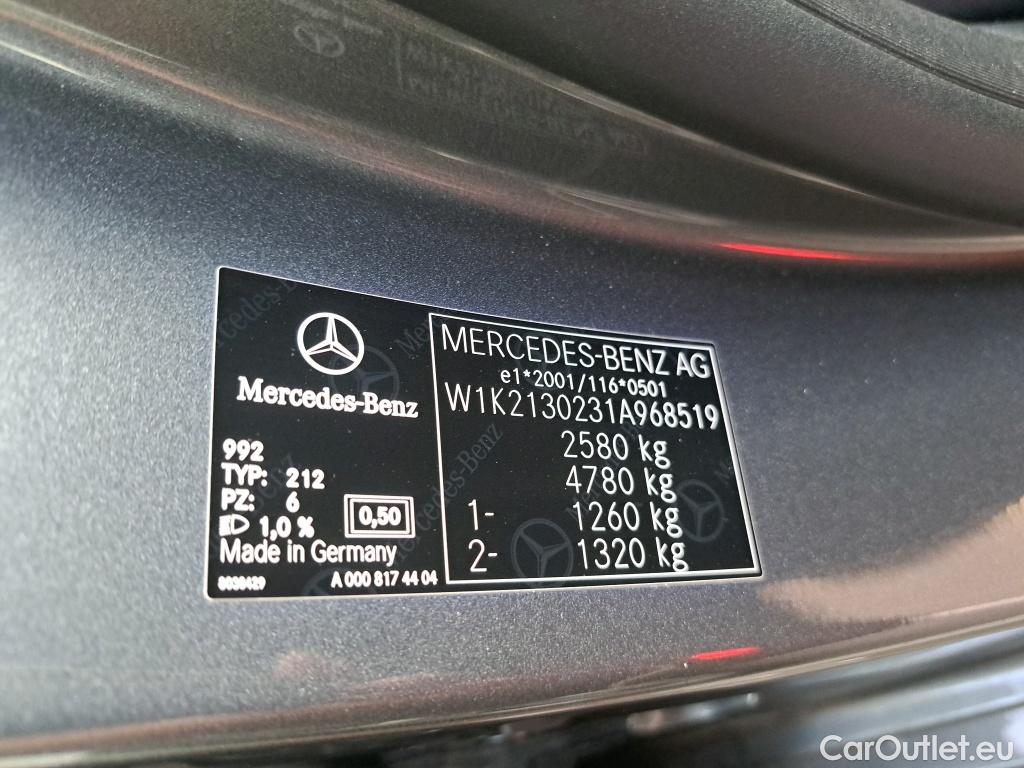 Mercedes-Benz
992
TYP: 212
PZ: 6
1,0 %
0,50
Made in Germany
8038429
A 000 817 44 04
MERCEDES-BENZ AG
e1*2001/116*0501
W1K2130231A968519
2580 kg
4780 kg
1- 1260 kg
2- 1320 kg
CarOutlet.eu